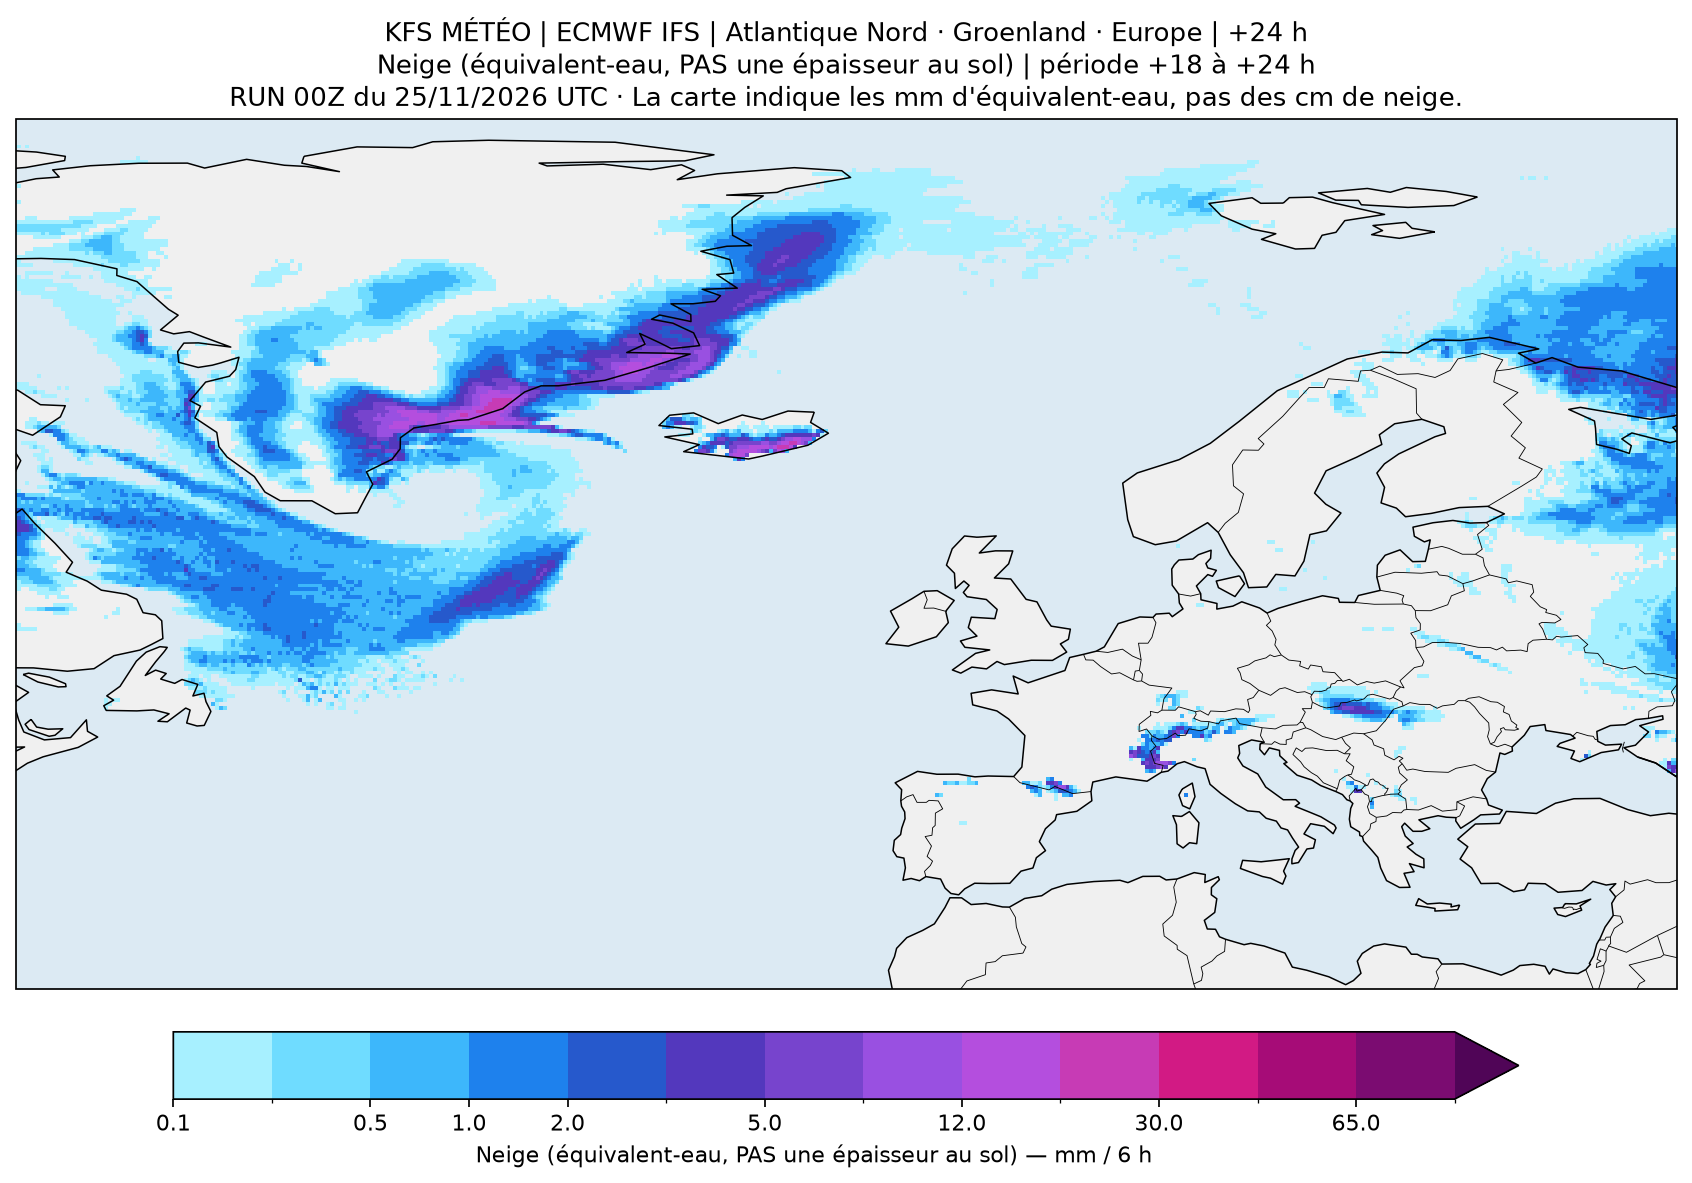 KFS MÉTÉO | ECMWF IFS | Atlantique Nord · Groenland · Europe | +24 h
Neige (équivalent-eau, PAS une épaisseur au sol) | période +18 à +24 h
RUN 00Z du 25/11/2026 UTC · La carte indique les mm d'équivalent-eau, pas des cm de neige.
0.1 0.5 1.0 2.0 5.0 12.0 30.0 65.0
Neige (équivalent-eau, PAS une épaisseur au sol) — mm / 6 h